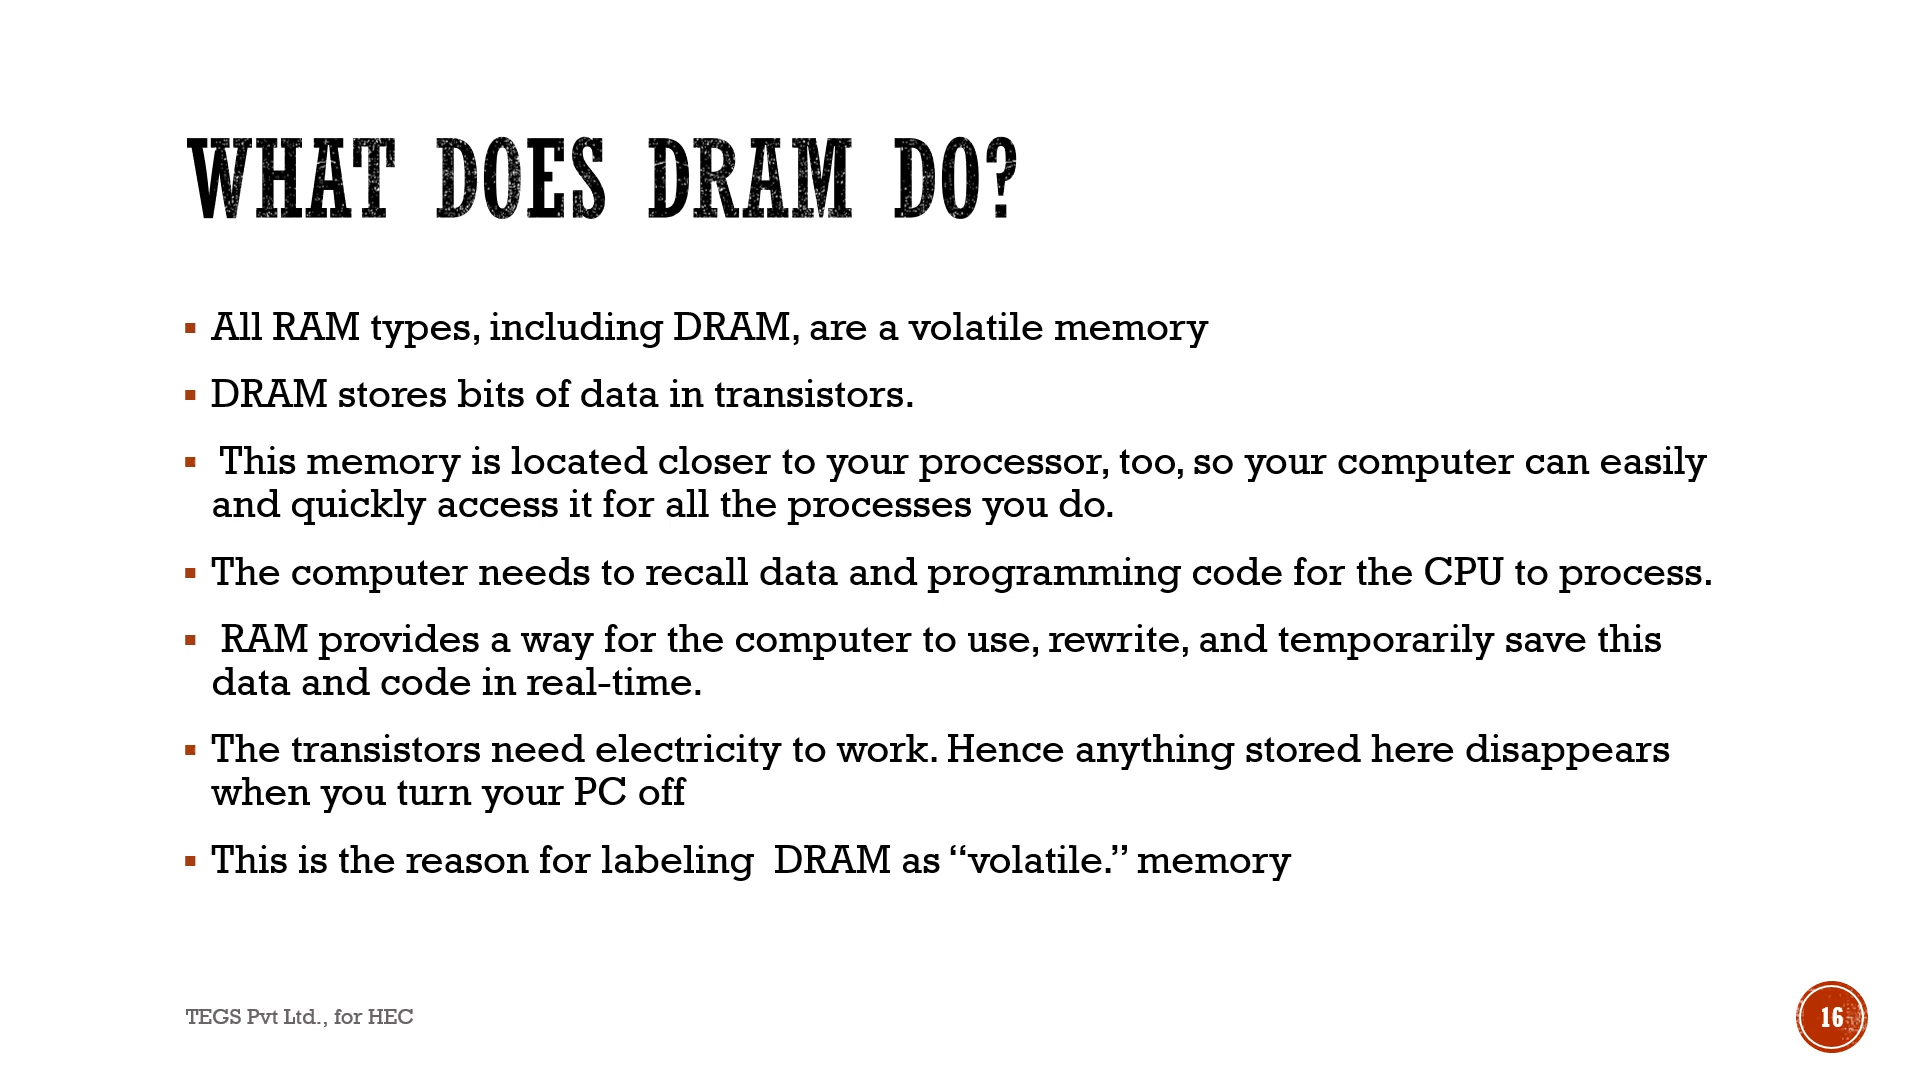 WHAT DOES DRAM DO?
▪ All RAM types, including DRAM, are a volatile memory
▪ DRAM stores bits of data in transistors.
▪ This memory is located closer to your processor, too, so your computer can easily
and quickly access it for all the processes you do.
▪ The computer needs to recall data and programming code for the CPU to process.
▪ RAM provides a way for the computer to use, rewrite, and temporarily save this
data and code in real-time.
▪ The transistors need electricity to work. Hence anything stored here disappears
when you turn your PC off
▪ This is the reason for labeling  DRAM as “volatile.” memory
TEGS Pvt Ltd., for HEC
16